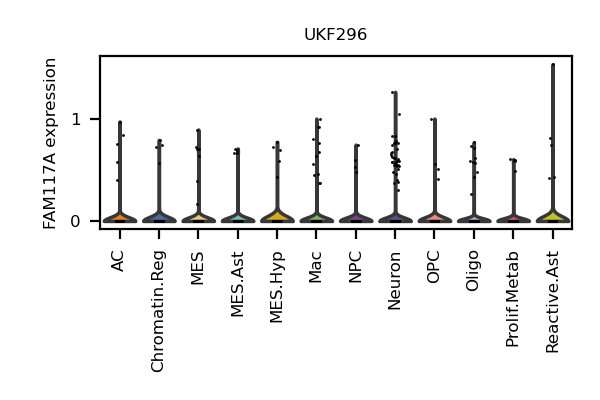 UKF296
FAM117A expression
1
0
AC
Chromatin.Reg
MES
MES.Ast
MES.Hyp
Mac
NPC
Neuron
OPC
Oligo
Prolif.Metab
Reactive.Ast